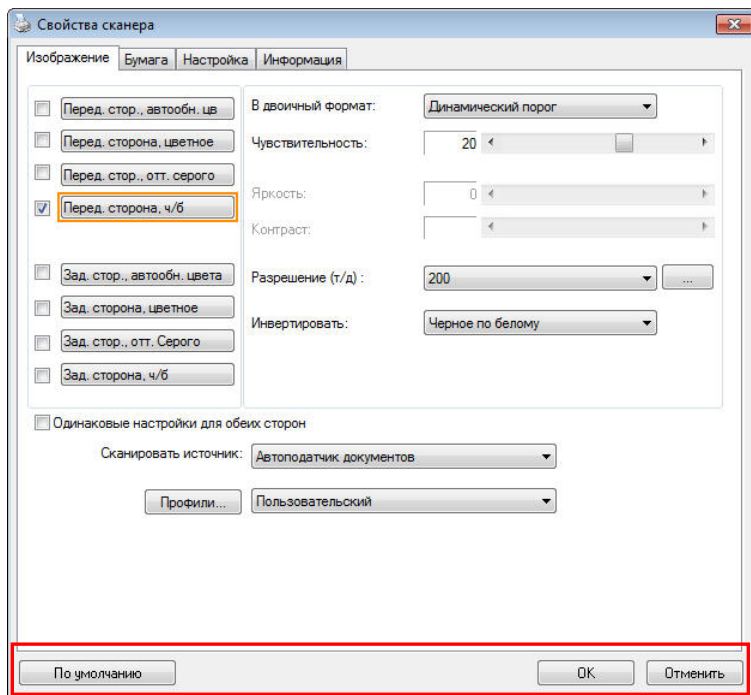 Свойства сканера
Изображение Бумага Настройка Информация
Перед. стор., автообн. цв
Перед. сторона, цветное
Перед. стор., отт. серого
Перед. сторона, ч/б
Зад. стор., автообн. цвета
Зад. сторона, цветное
Зад. стор., отт. Серого
Зад. сторона, ч/б
В двоичный формат: Динамический порог
Чувствительность: 20
Яркость: 0
Контраст:
Разрешение (т/д) : 200 ...
Инвертировать: Черное по белому
Одинаковые настройки для обеих сторон
Сканировать источник: Автоподатчик документов
Профили... Пользовательский
По умолчанию OK Отменить